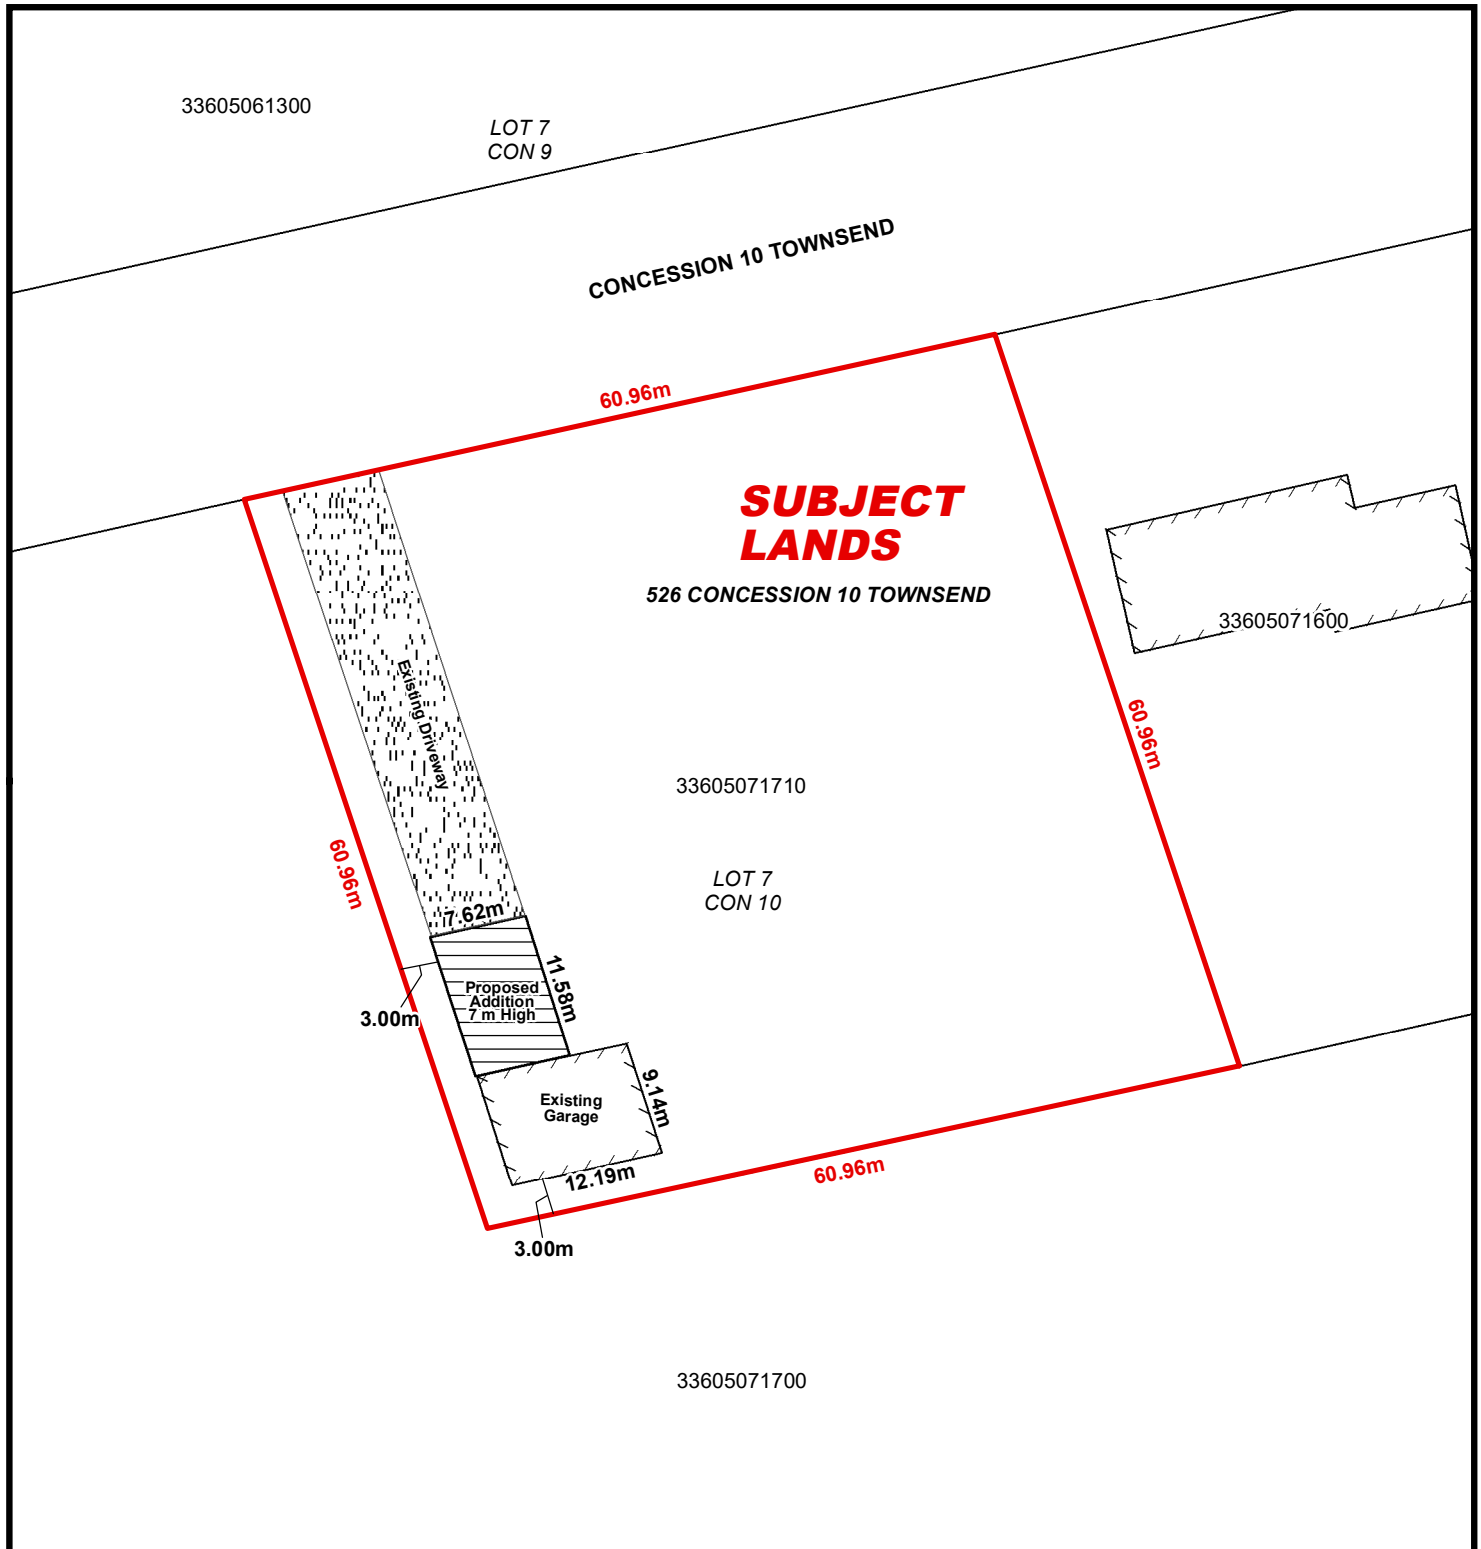 33605061300
LOT 7
CON 9
CONCESSION 10 TOWNSEND
60.96m
SUBJECT
LANDS
526 CONCESSION 10 TOWNSEND
33605071600
Existing Driveway
60.96m
33605071710
60.96m
LOT 7
CON 10
7.62m
11.58m
Proposed
Addition
7 m High
3.00m
9.14m
Existing
Garage
12.19m
60.96m
3.00m
33605071700